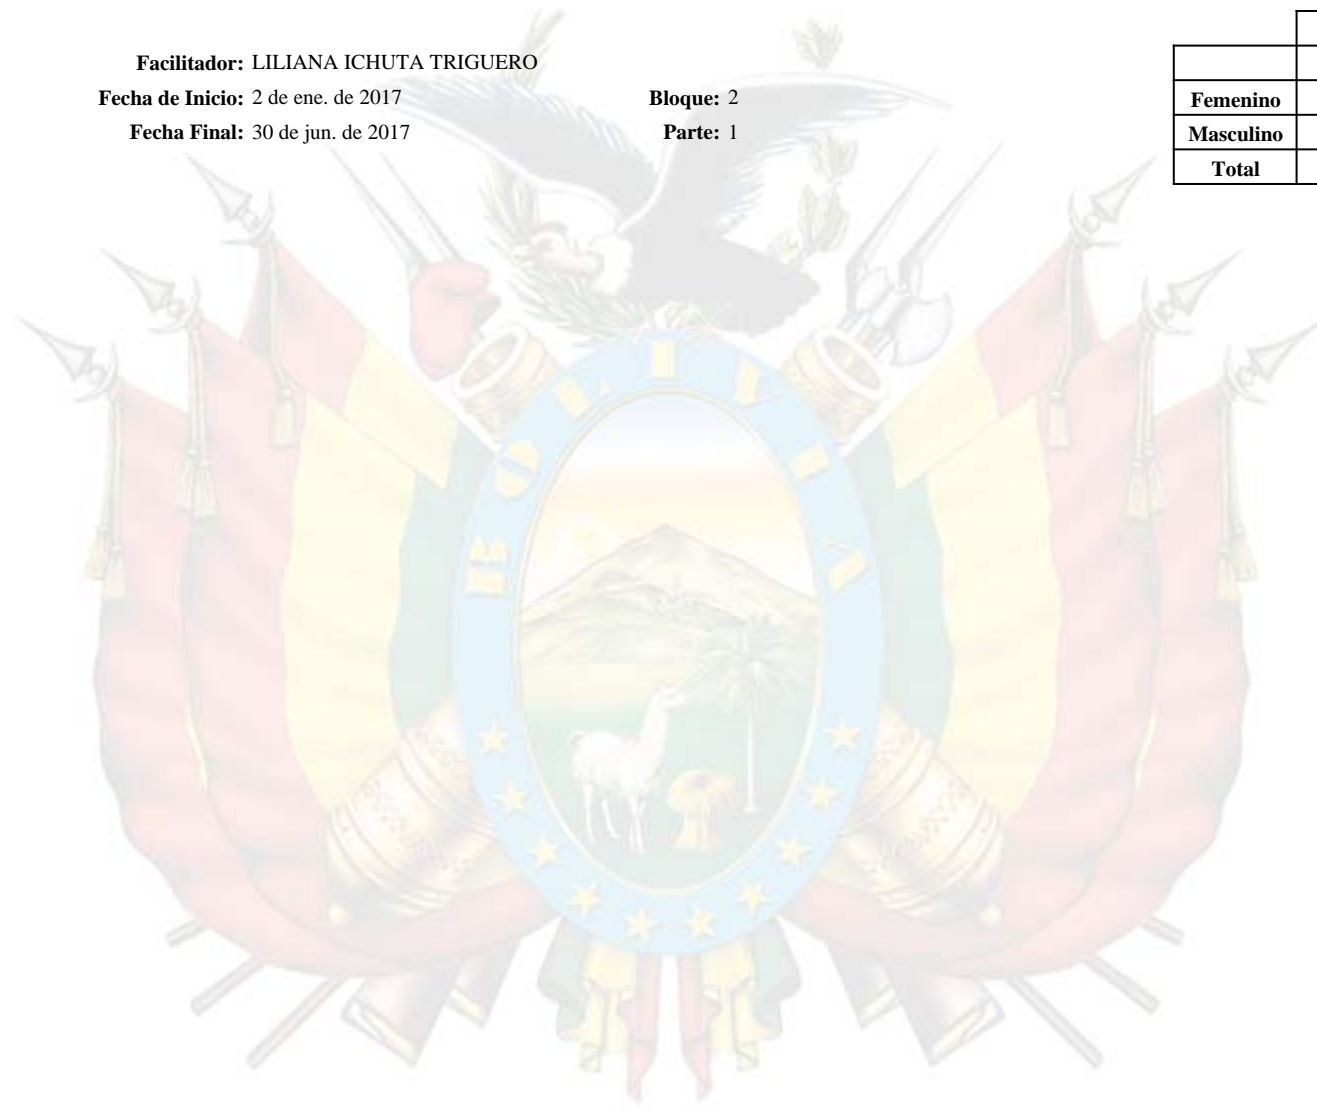 Facilitador: LILIANA ICHUTA TRIGUERO
Fecha de Inicio: 2 de ene. de 2017 Bloque: 2
Fecha Final: 30 de jun. de 2017 Parte: 1
Femenino
Masculino
Total
BOLIVIA